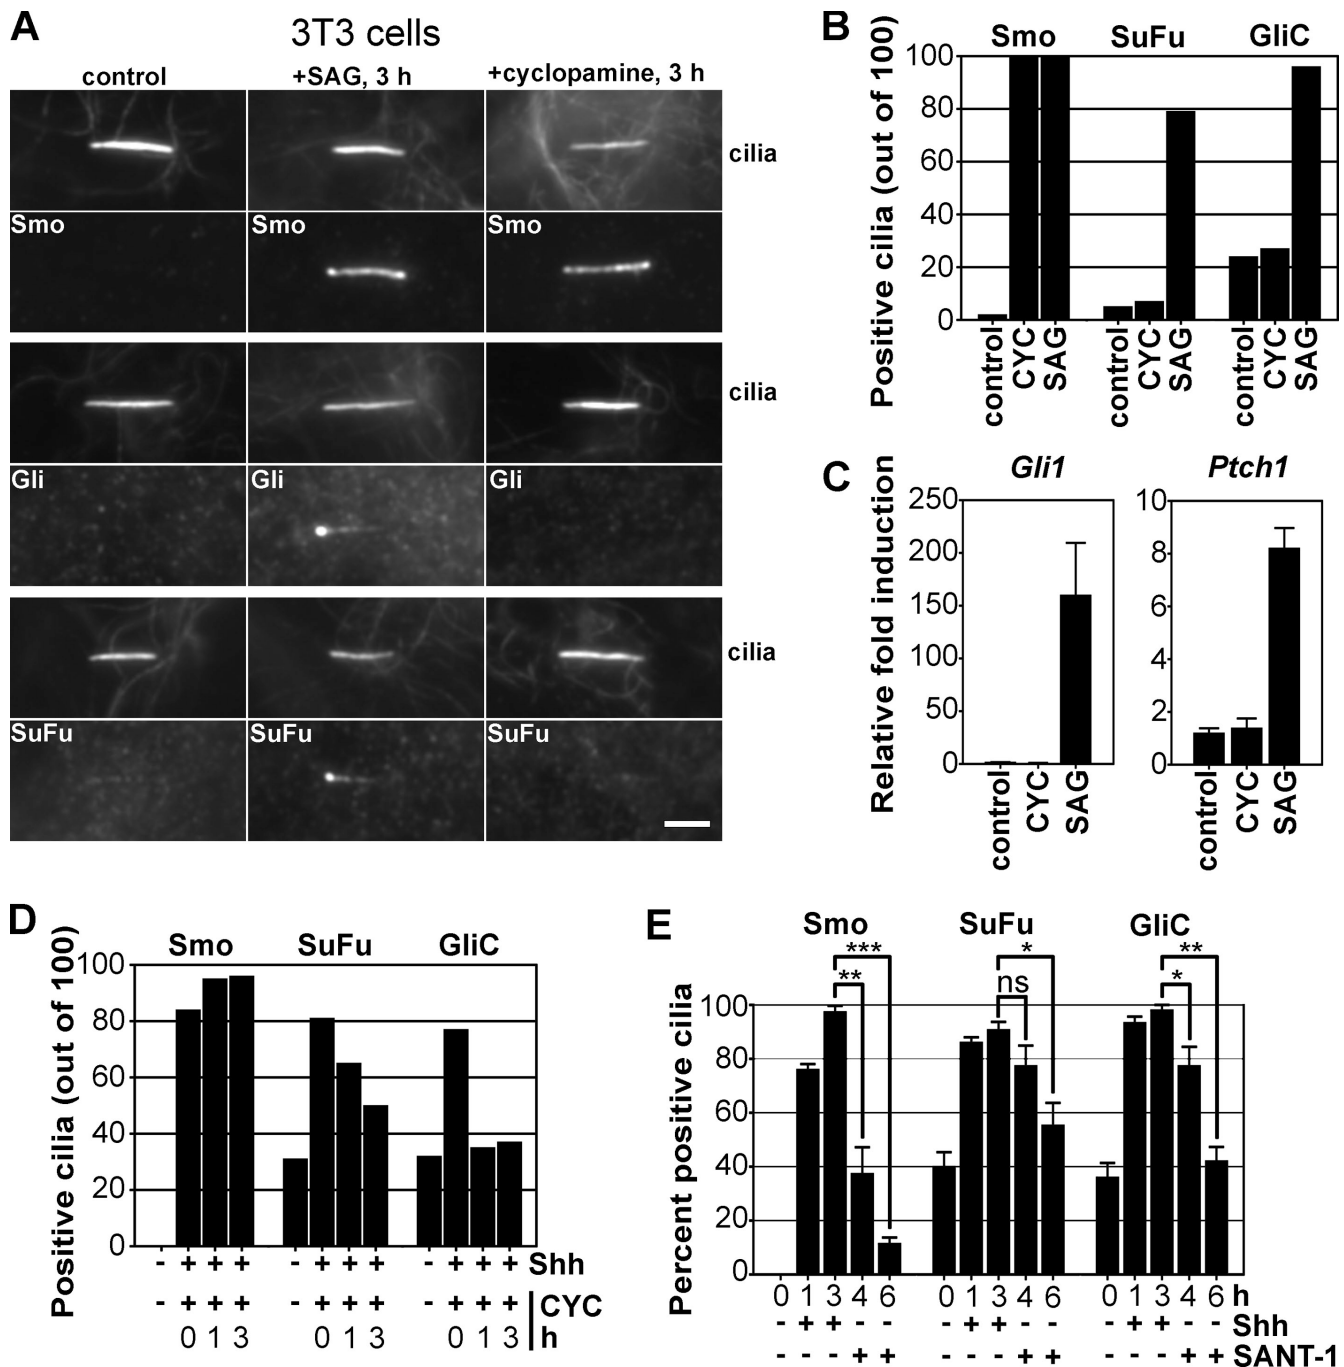 A
3T3 cells
control
+SAG, 3 h
+cyclopamine, 3 h
cilia
Smo
Smo
Smo
cilia
Gli
Gli
Gli
cilia
SuFu
SuFu
SuFu
B
Smo SuFu GliC
Positive cilia (out of 100)
100
80
60
40
20
0
control CYC SAG control CYC SAG control CYC SAG
C
Gli1
Relative fold induction
250
200
150
100
50
0
control CYC SAG
Ptch1
10
8
6
4
2
0
control CYC SAG
D
Smo SuFu GliC
Positive cilia (out of 100)
100
80
60
40
20
0
- + + + - + + + - + + + Shh
- + + + - + + + - + + + CYC
0 1 3 0 1 3 0 1 3 h
E
Smo SuFu GliC
*** * **
** ns *
Percent positive cilia
100
80
60
40
20
0
0 1 3 4 6 0 1 3 4 6 0 1 3 4 6 h
- + + - - - + + - - - + + - - Shh
- - - + + - - - + + - - - + + SANT-1